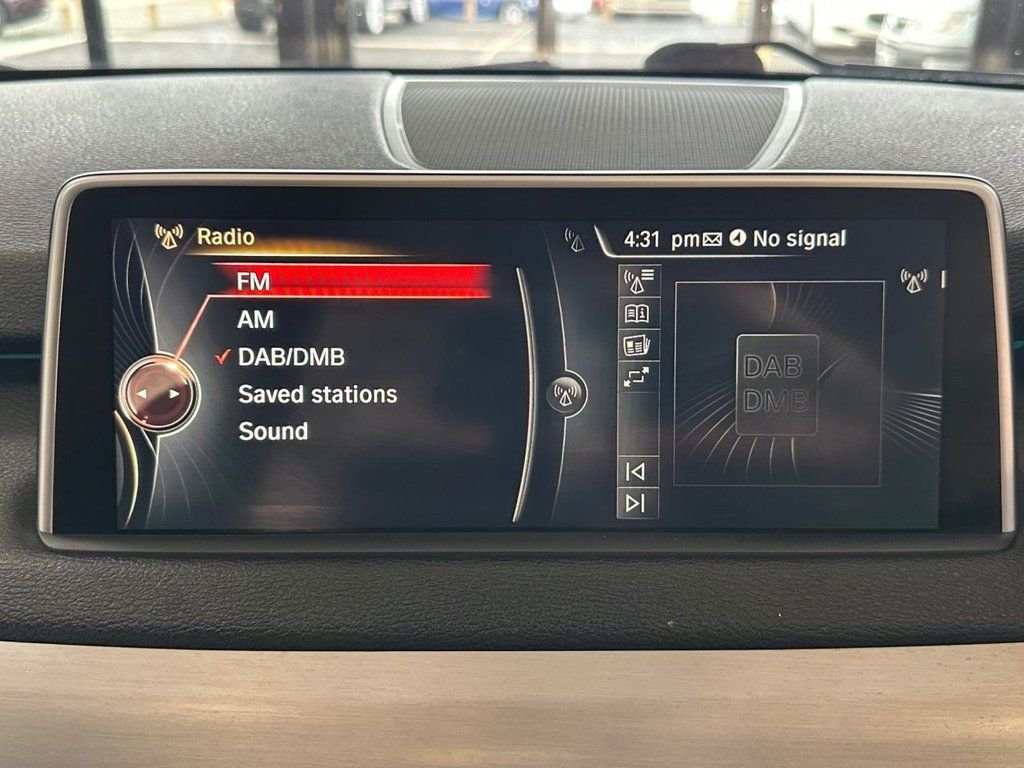 Radio
4:31 pm No signal
FM
AM
DAB/DMB
Saved stations
Sound
DAB
DMB